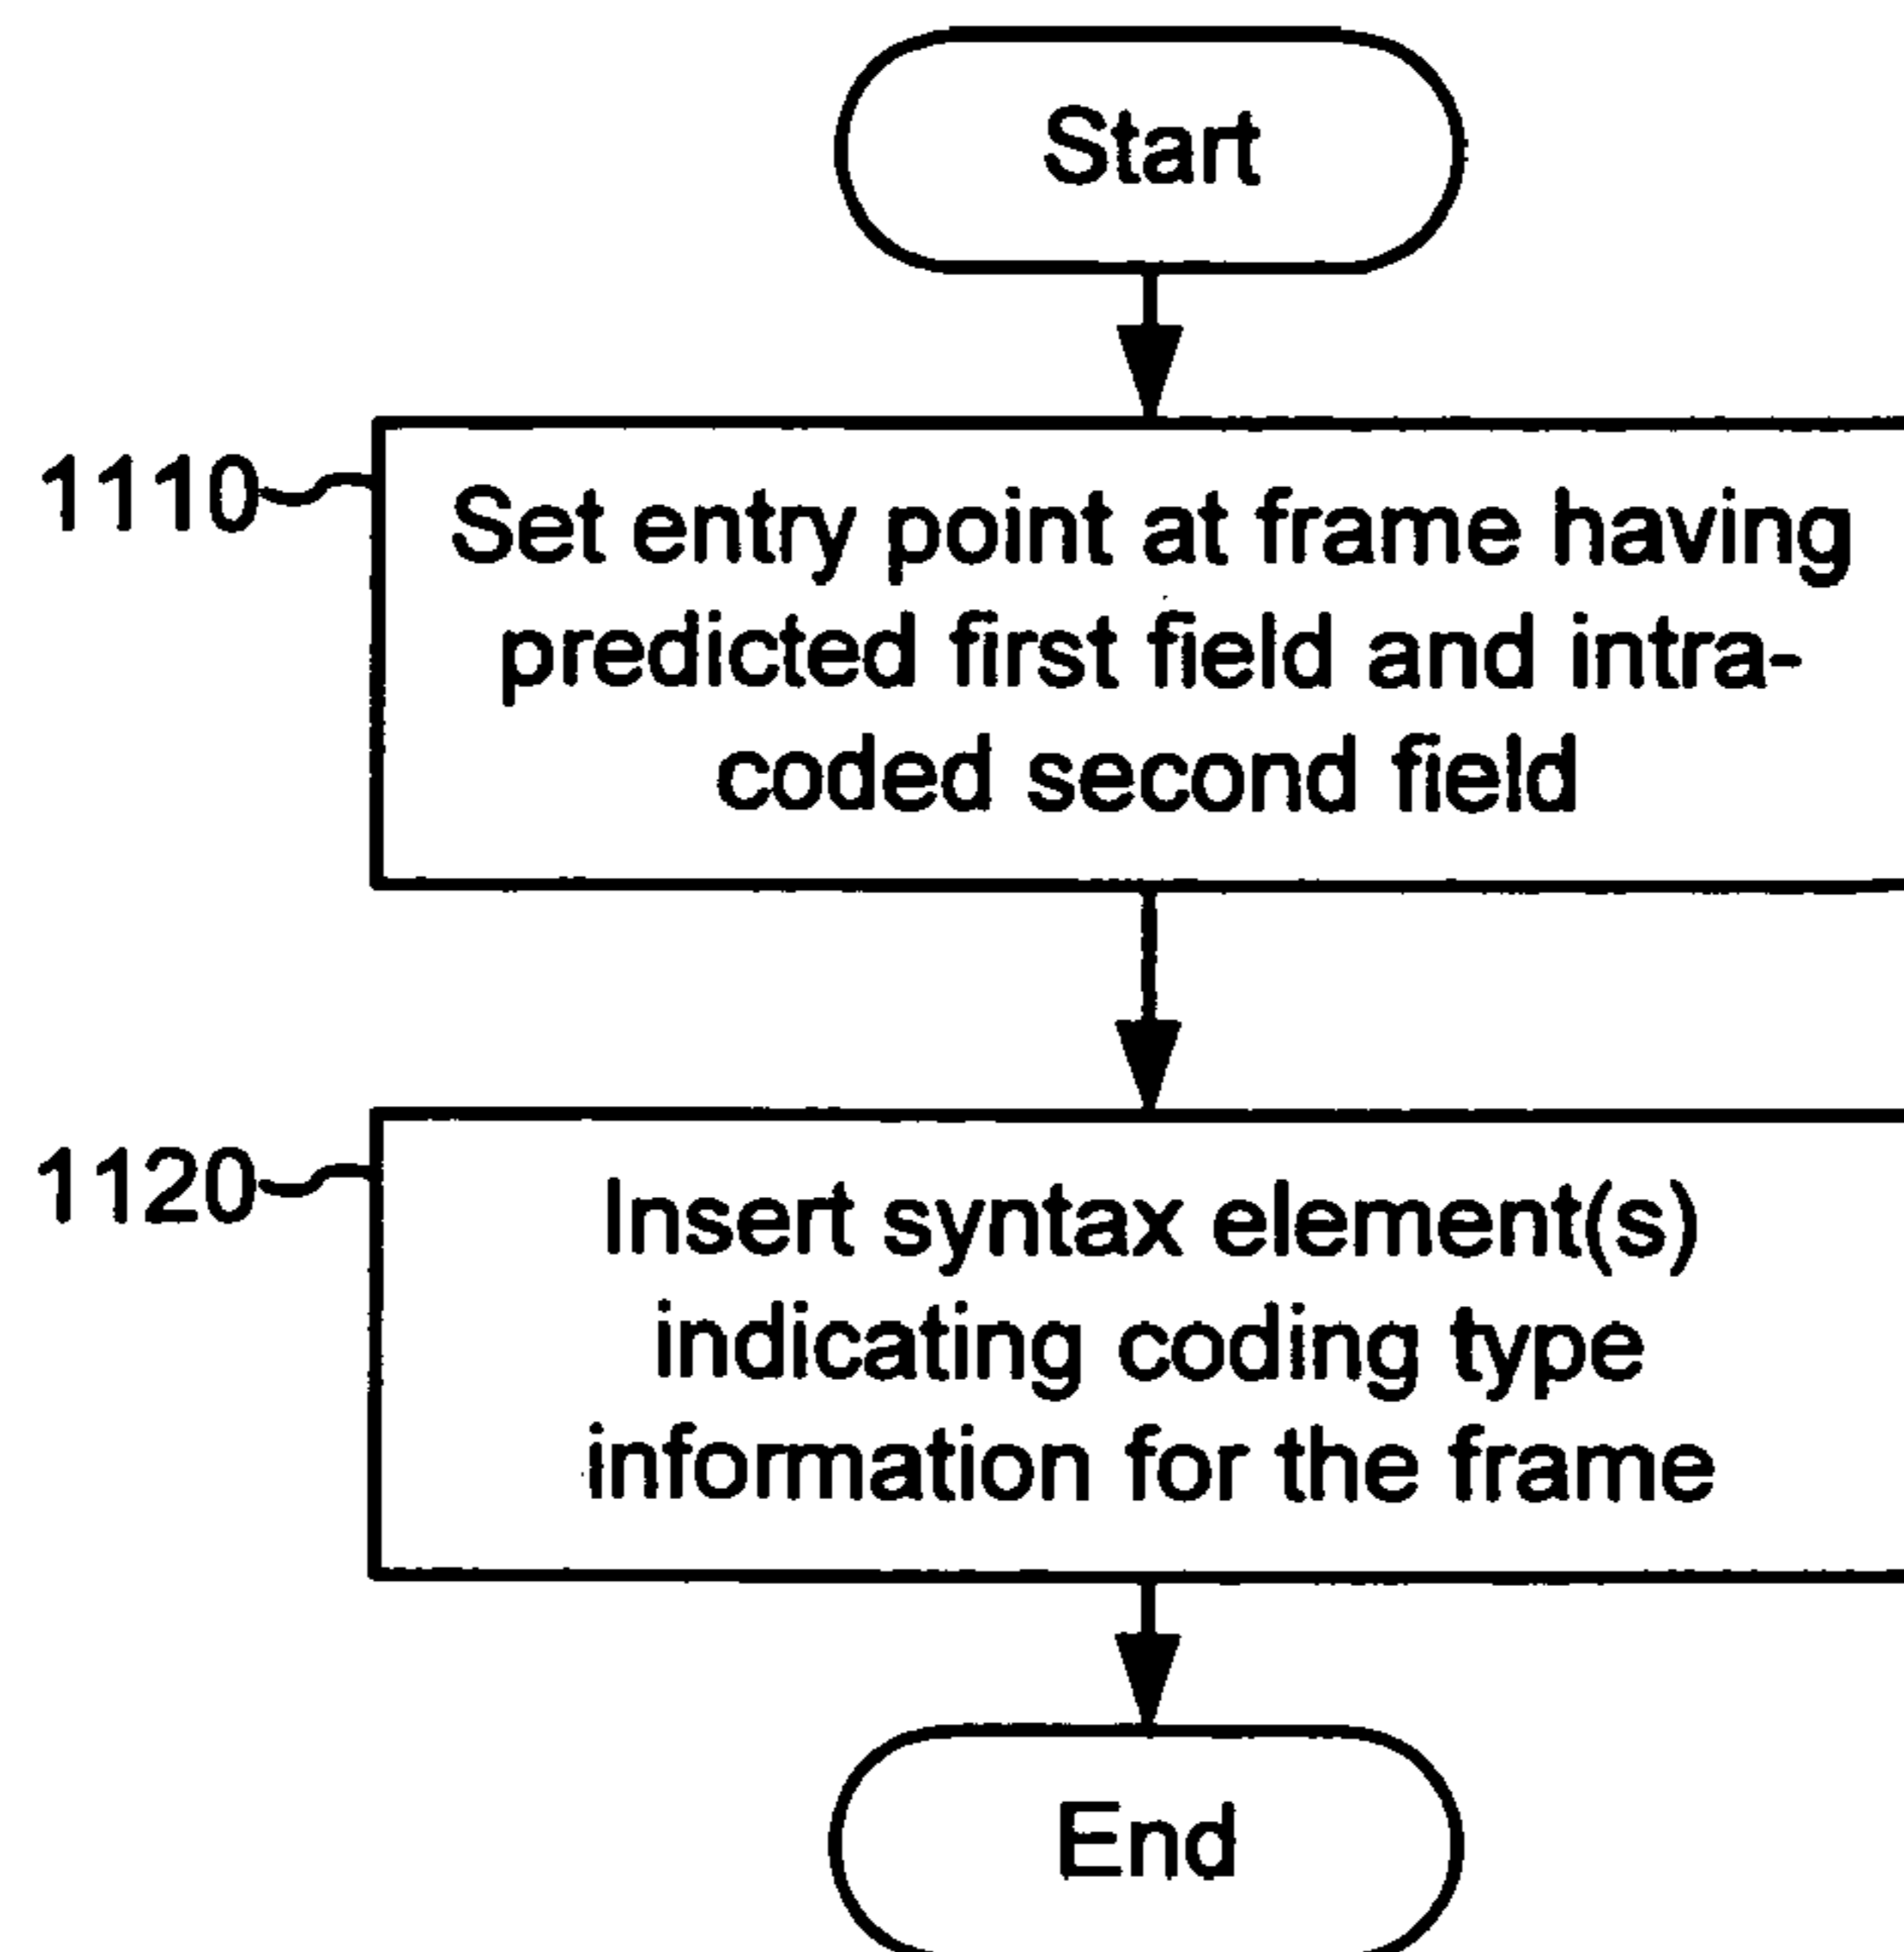 Start
1110
Set entry point at frame having
predicted first field and intra-
coded second field
1120
Insert syntax element(s)
indicating coding type
information for the frame
End